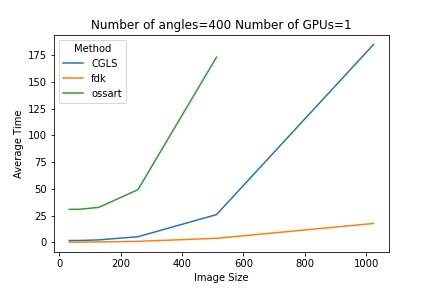 Number of angles=400 Number of GPUs=1
Method
CGLS
fdk
ossart
175
150
125
100
75
50
25
0
Average Time
0
200
400
600
800
1000
Image Size